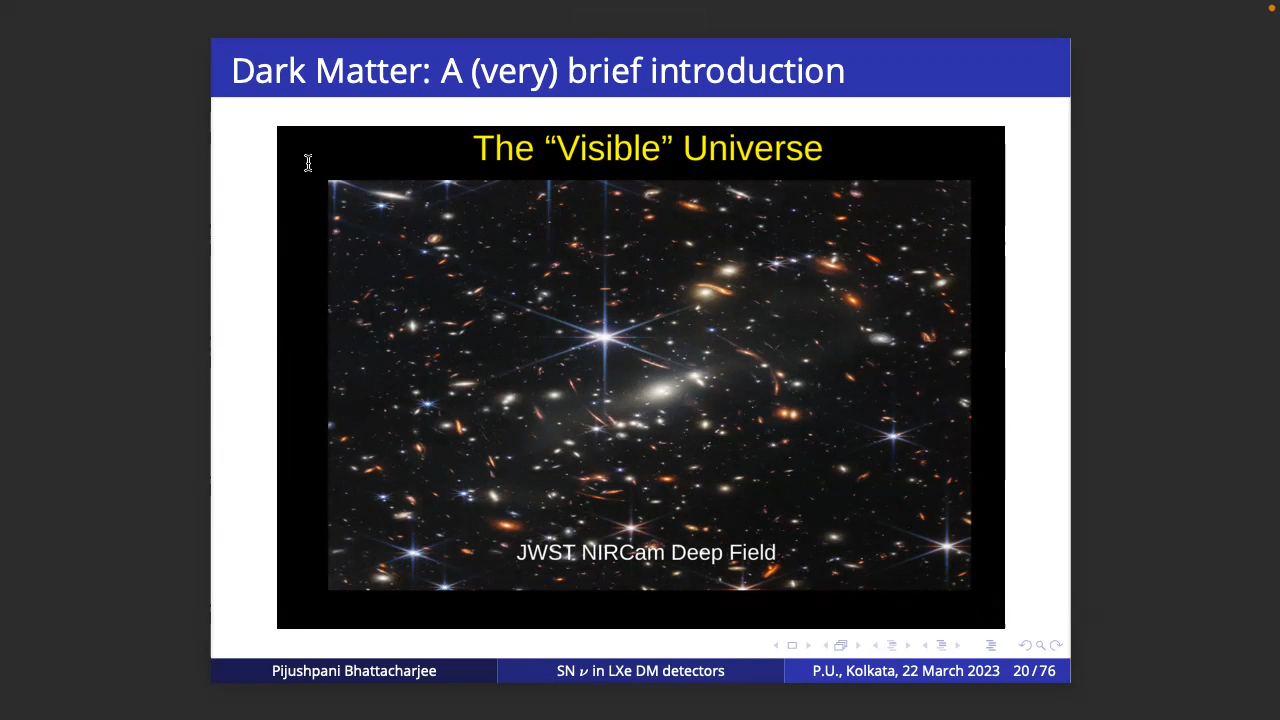 Dark Matter: A (very) brief introduction
The “Visible” Universe
JWST NIRCam Deep Field
Pijushpani Bhattacharjee
SN ν in LXe DM detectors
P.U., Kolkata, 22 March 2023 20 / 76